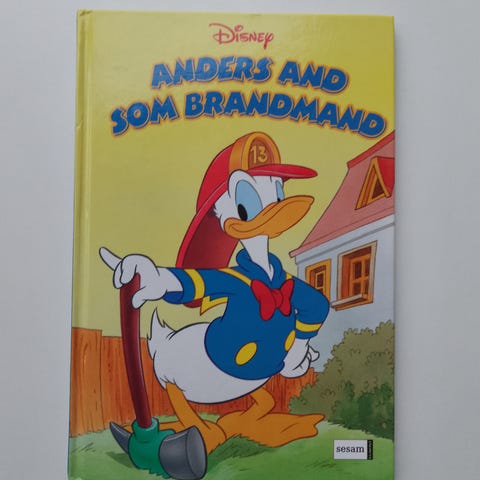 Disney
ANDERS AND
SOM BRANDMAND
13
sesam